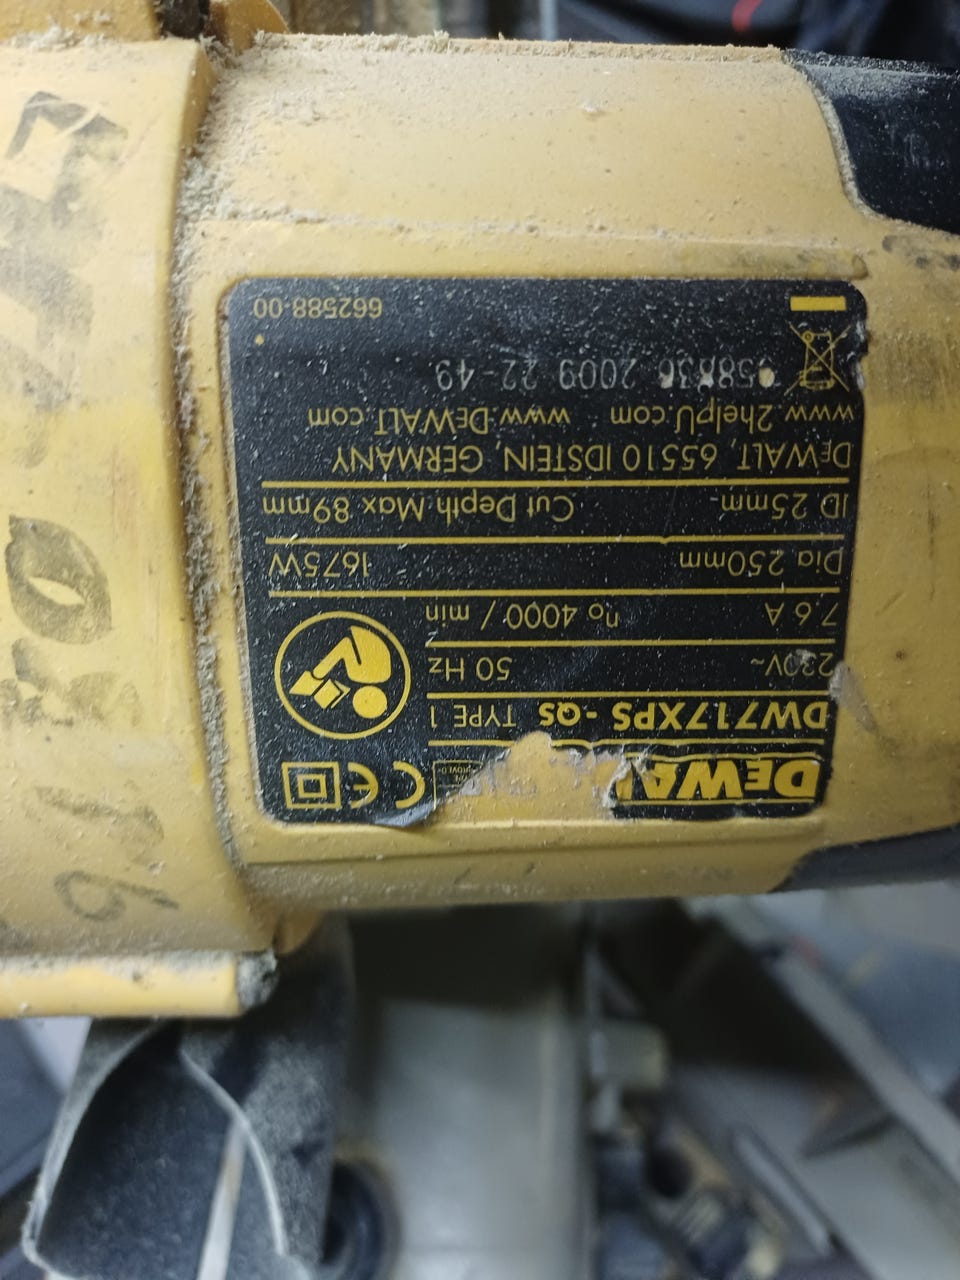 DEWA
DW717XPS - QS TYPE 1
230V~ 50 Hz
7.6 A n₀ 4000 / min
Dia 250mm 1675W
ID 25mm Cut Depth Max 89mm
DEWALT, 65510 IDSTEIN, GERMANY
www.2helpU.com www.DEWALT.com
2009 22-49
662588-00